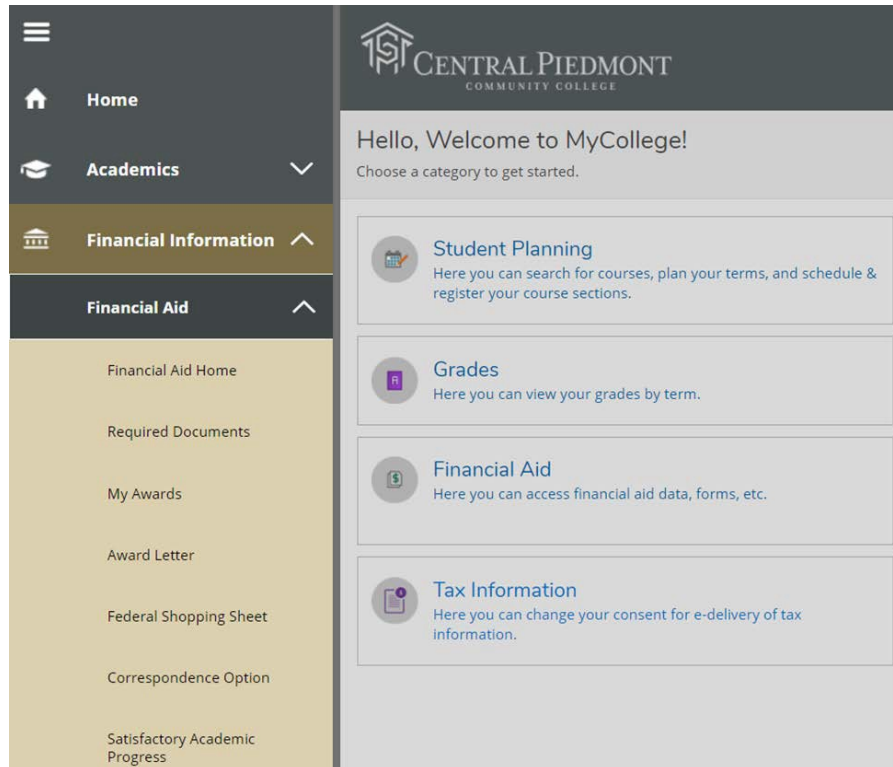 Home
Academics
Financial Information
Financial Aid
Financial Aid Home
Required Documents
My Awards
Award Letter
Federal Shopping Sheet
Correspondence Option
Satisfactory Academic
Progress
CENTRAL PIEDMONT
COMMUNITY COLLEGE
Hello, Welcome to MyCollege!
Choose a category to get started.
Student Planning
Here you can search for courses, plan your terms, and schedule &
register your course sections.
Grades
Here you can view your grades by term.
Financial Aid
Here you can access financial aid data, forms, etc.
Tax Information
Here you can change your consent for e-delivery of tax
information.